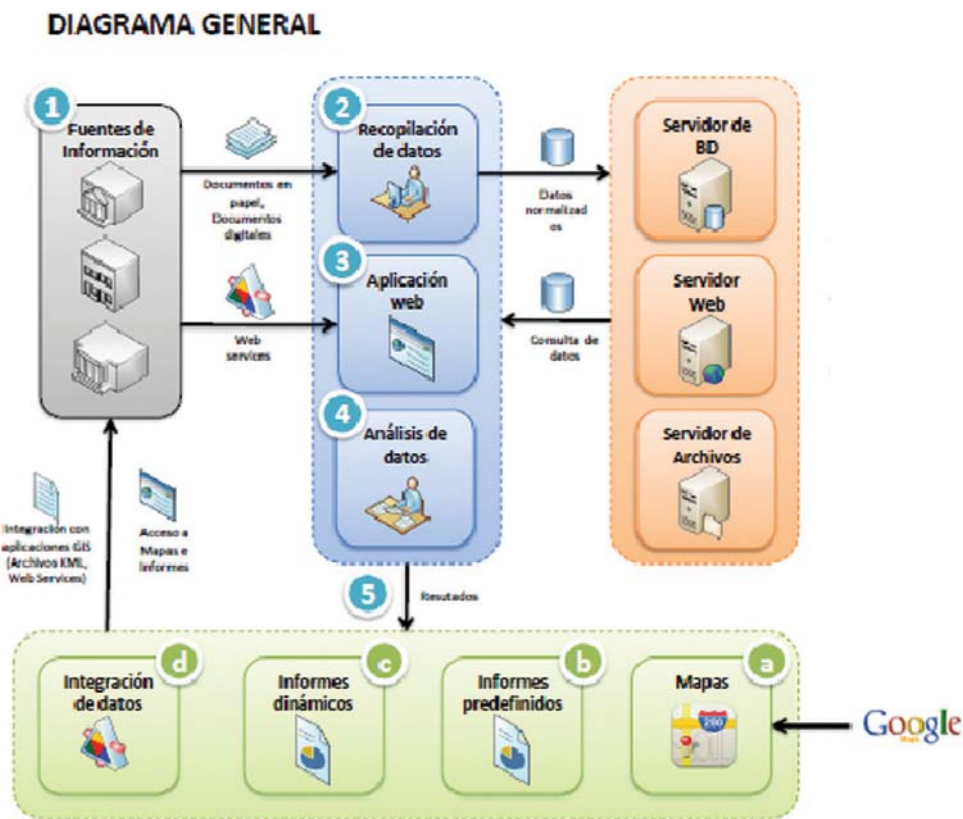 DIAGRAMA GENERAL
1
Fuentes de
Información
Documentos en
papel,
Documentos
digitales
Web
services
2
Recopilación
de datos
3
Aplicación
web
4
Análisis de
datos
Datos
normalizad
os
Consulta de
datos
Servidor de
BD
Servidor
Web
Servidor de
Archivos
Integración con
aplicaciones GIS
(Archivos KML,
Web Services)
Acceso a
Mapas e
Informes
5
Resutados
d
Integración
de datos
c
Informes
dinámicos
b
Informes
predefinidos
a
Mapas
280
Google
Maps